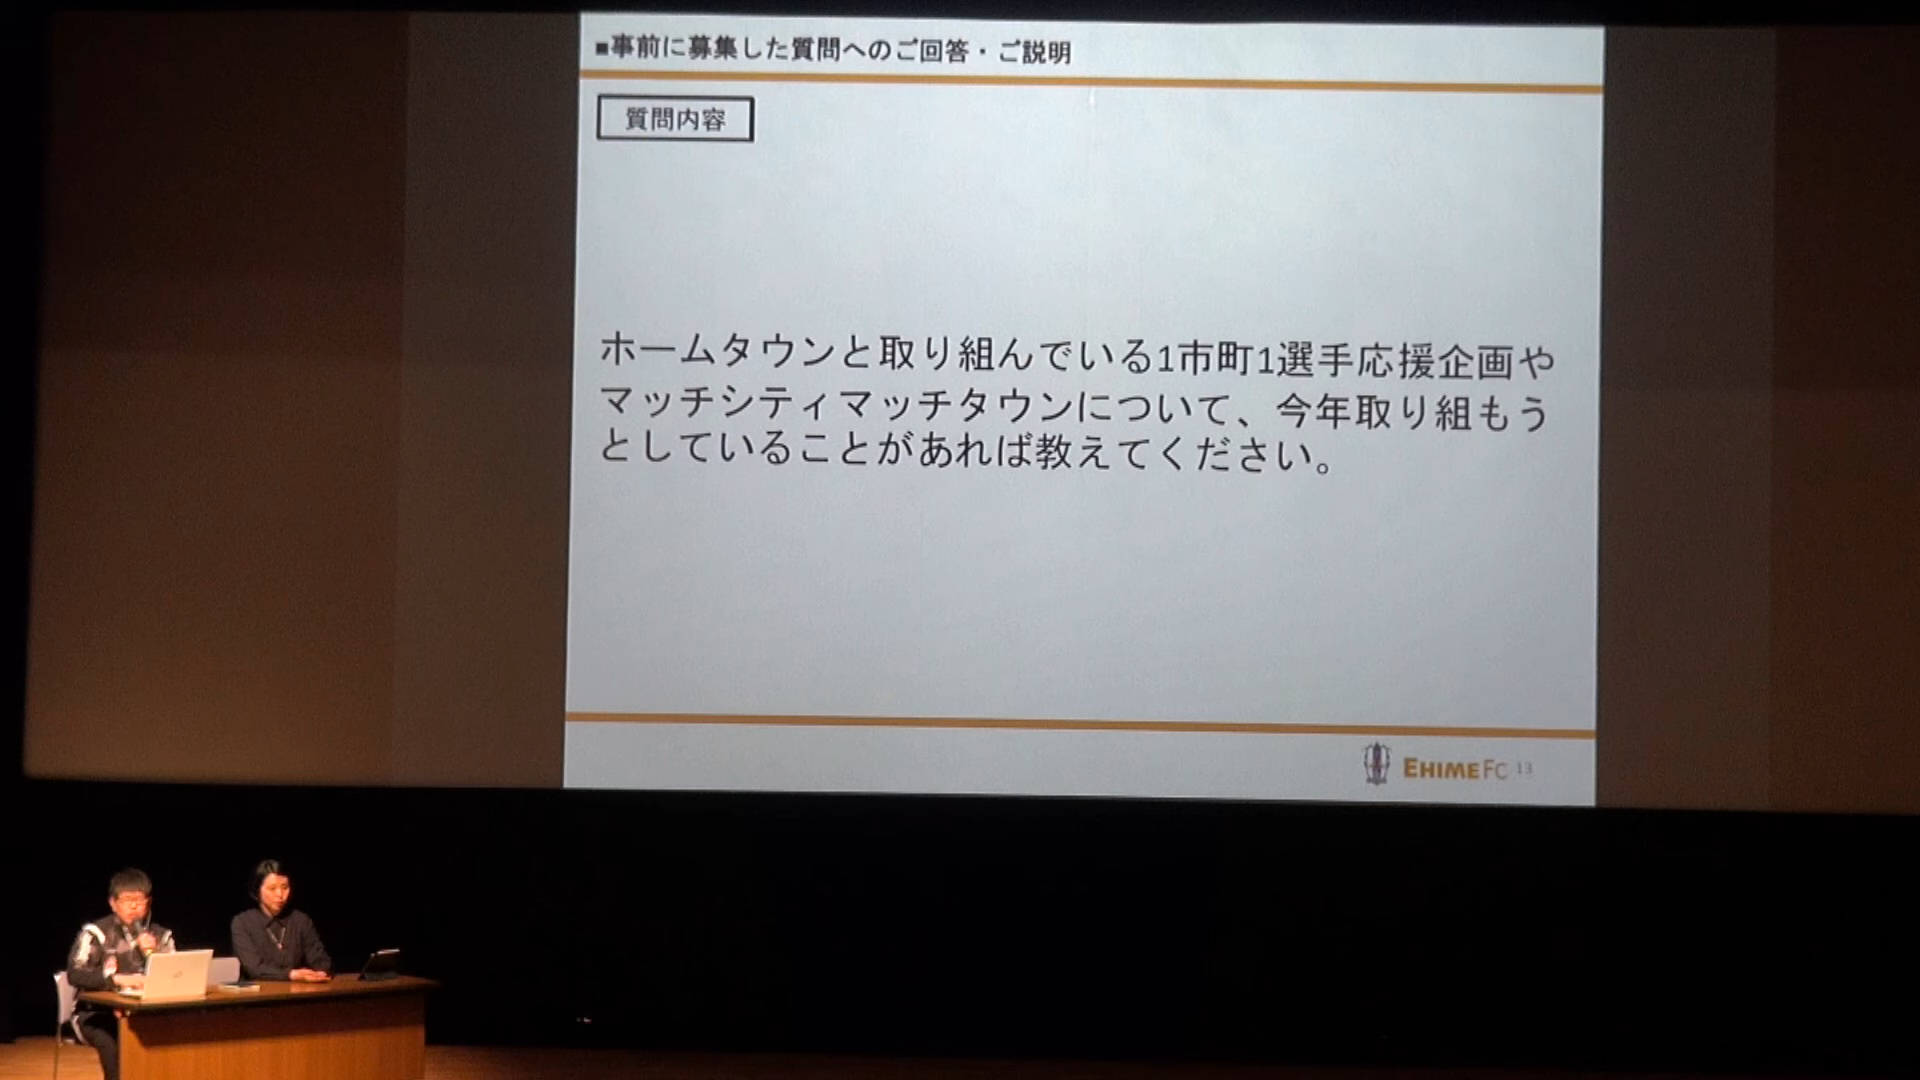 ■事前に募集した質問へのご回答・ご説明
質問内容
ホームタウンと取り組んでいる1市町1選手応援企画や
マッチシティマッチタウンについて、今年取り組もう
としていることがあれば教えてください。
EHIME FC 13